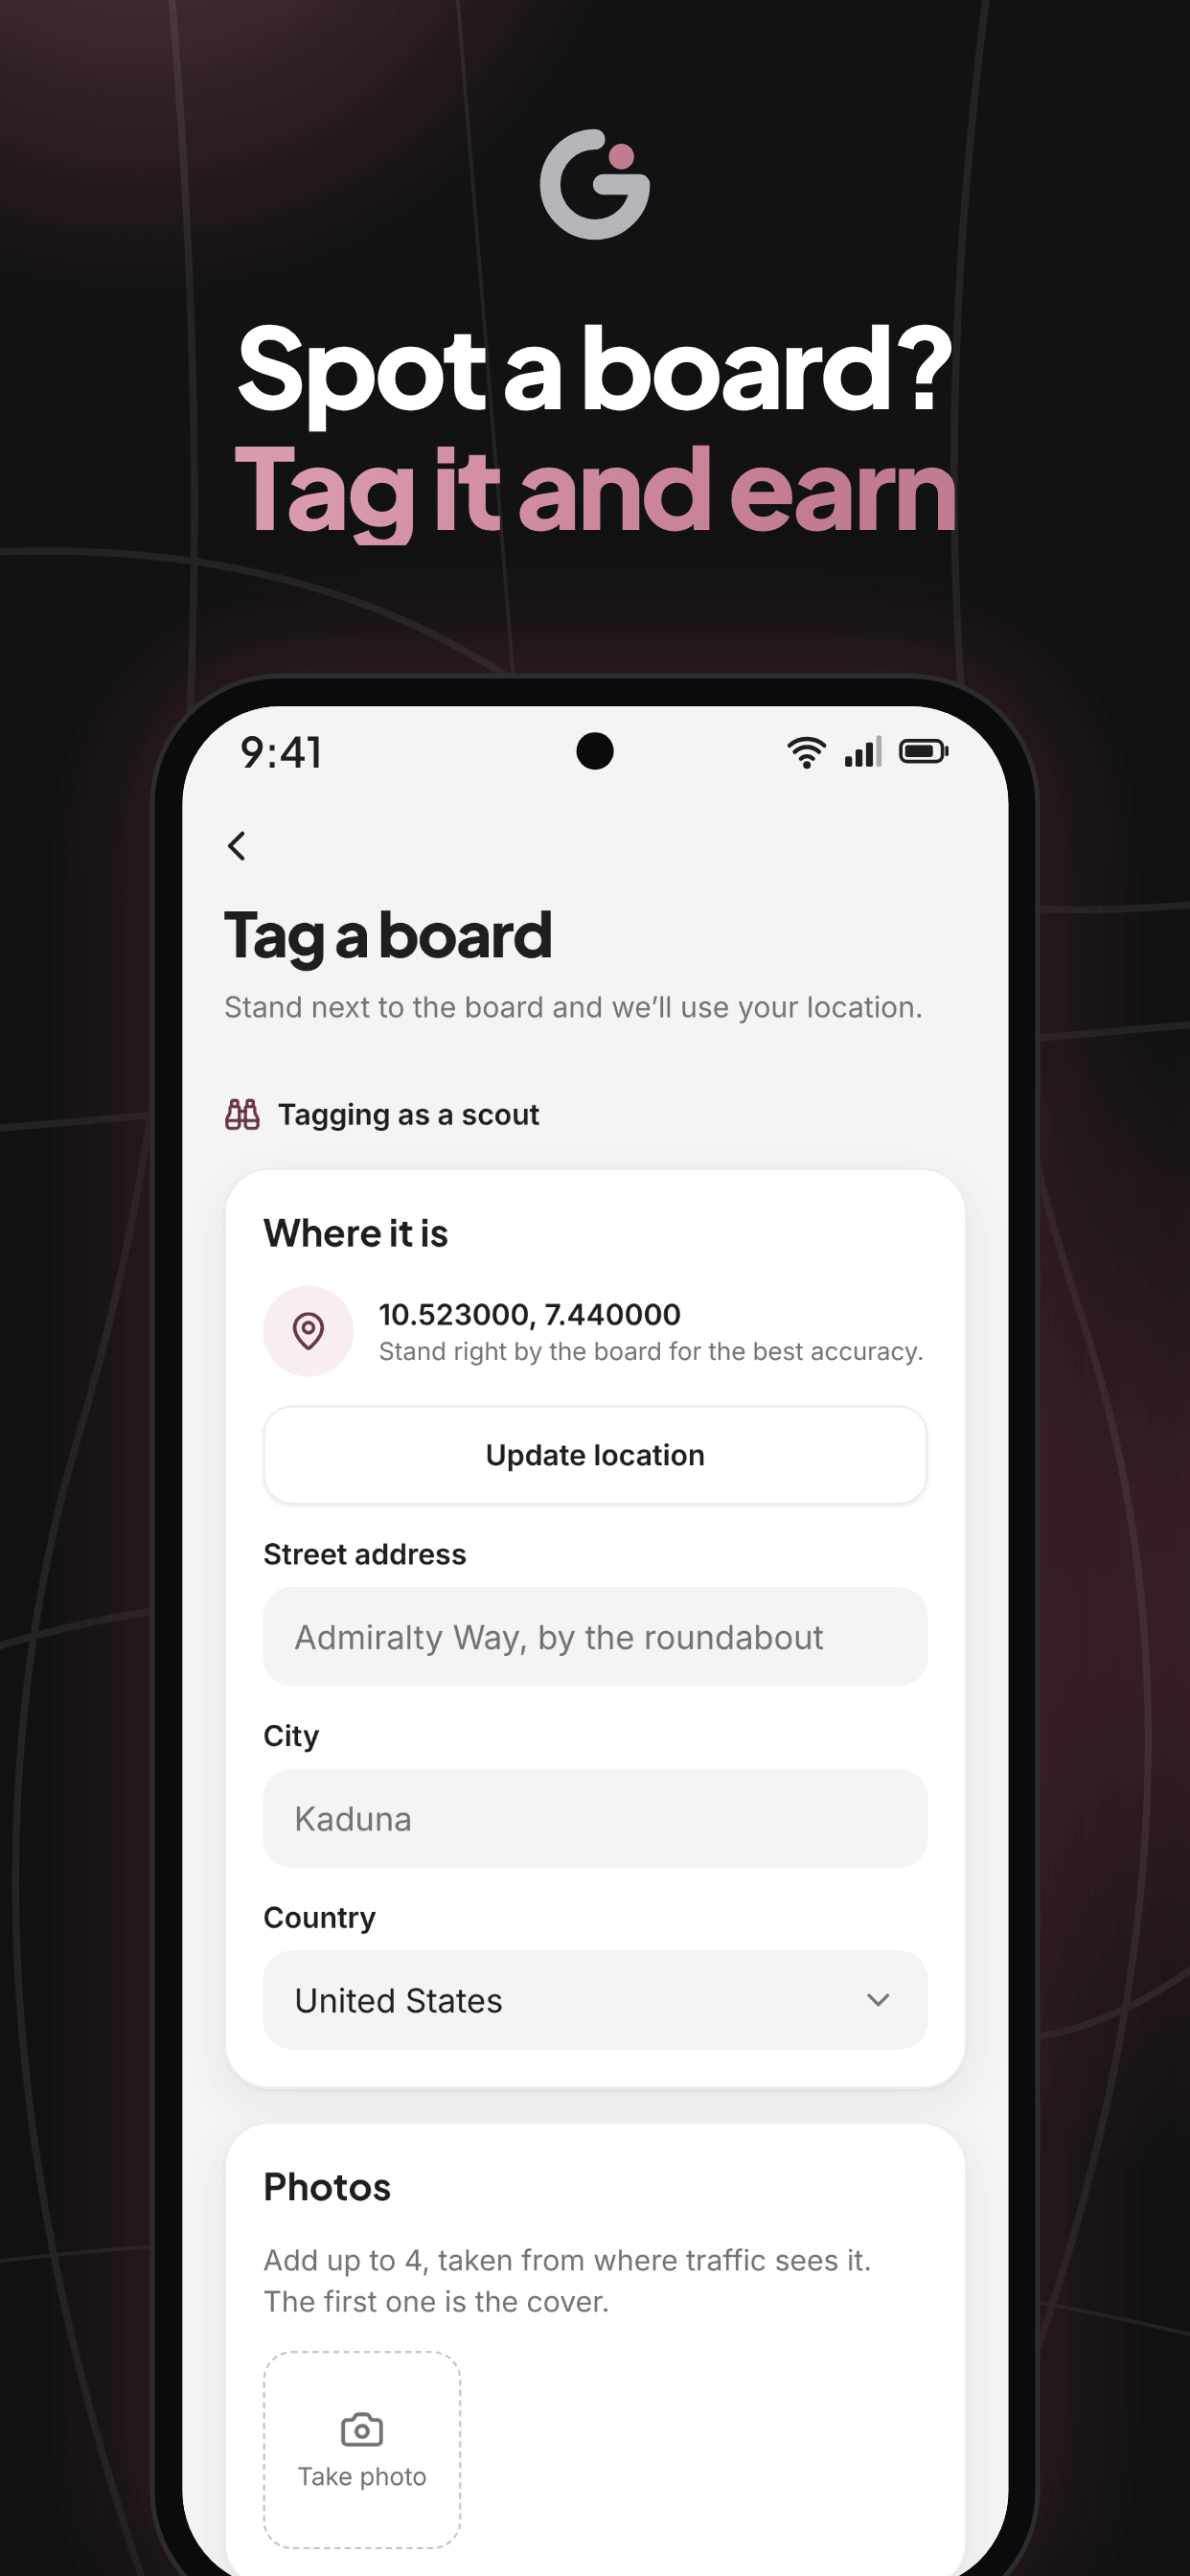 Spot a board?
Tag it and earn
9:41
Tag a board
Stand next to the board and we’ll use your location.
Tagging as a scout
Where it is
10.523000, 7.440000
Stand right by the board for the best accuracy.
Update location
Street address
Admiralty Way, by the roundabout
City
Kaduna
Country
United States
Photos
Add up to 4, taken from where traffic sees it.
The first one is the cover.
Take photo